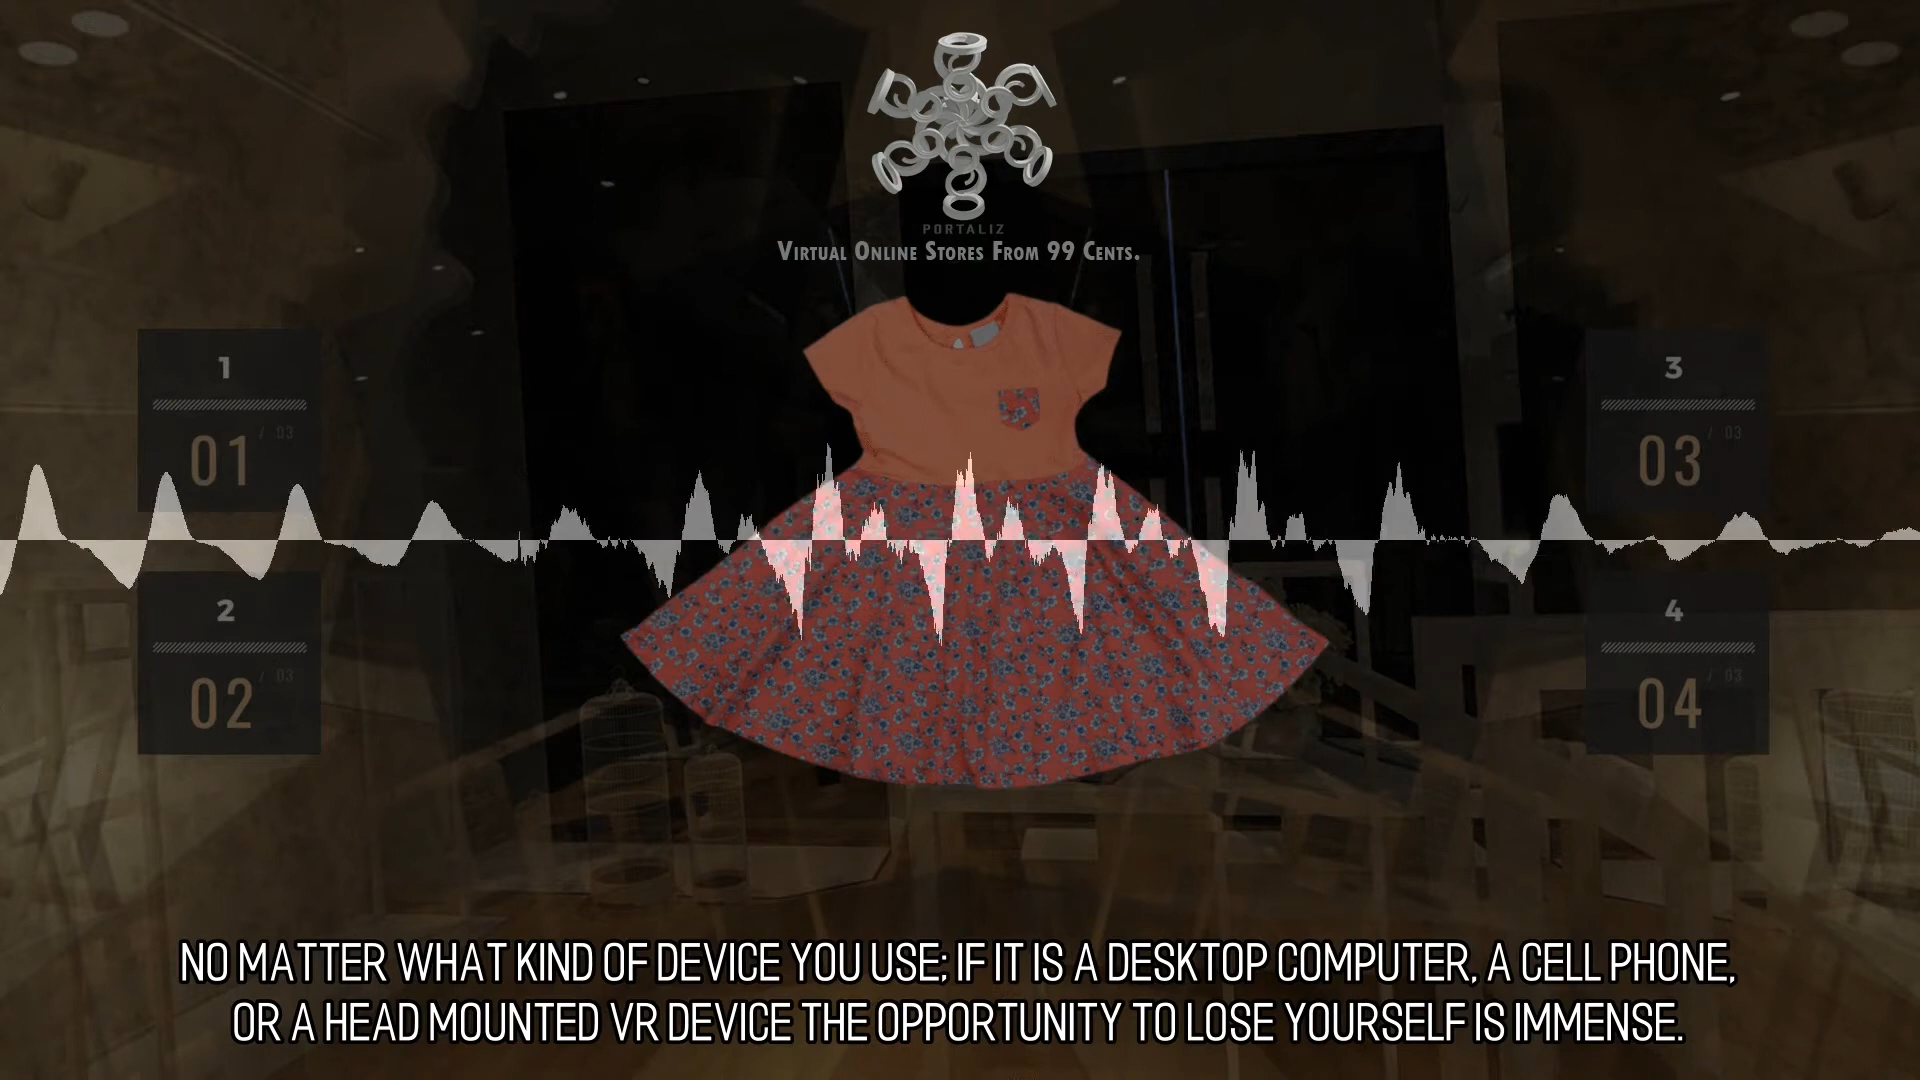 PORTALIZ
Virtual Online Stores From 99 Cents.
1
01 / 03
2
02 / 03
3
03 / 03
4
04 / 03
NO MATTER WHAT KIND OF DEVICE YOU USE; IF IT IS A DESKTOP COMPUTER, A CELL PHONE,
OR A HEAD MOUNTED VR DEVICE THE OPPORTUNITY TO LOSE YOURSELF IS IMMENSE.